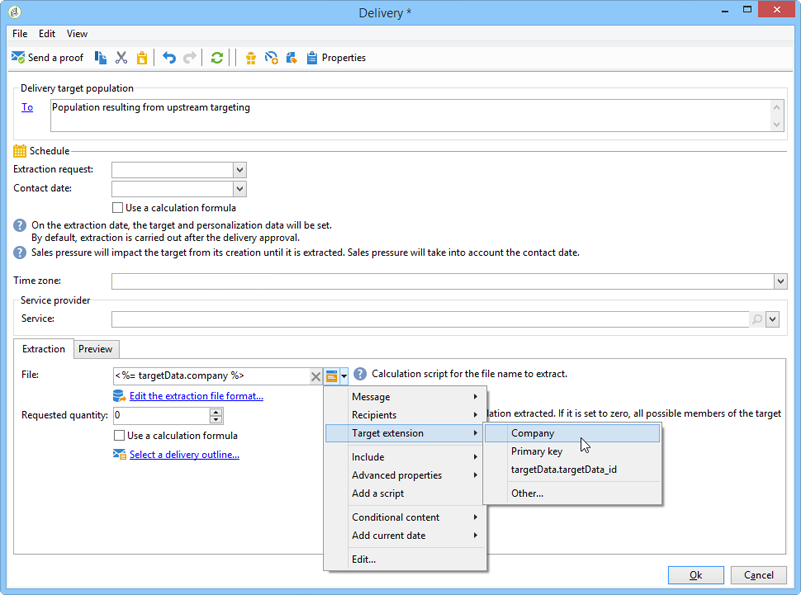 Delivery *
File Edit View
Send a proof Properties
Delivery target population
To Population resulting from upstream targeting
Schedule
Extraction request:
Contact date:
Use a calculation formula
On the extraction date, the target and personalization data will be set.
By default, extraction is carried out after the delivery approval.
Sales pressure will impact the target from its creation until it is extracted. Sales pressure will take into account the contact date.
Time zone:
Service provider
Service:
Extraction Preview
File: <%= targetData.company %> Calculation script for the file name to extract.
Edit the extraction file format...
Requested quantity: 0 lation extracted. If it is set to zero, all possible members of the target
Use a calculation formula
Select a delivery outline...
Message
Recipients
Target extension
Include
Advanced properties
Add a script
Conditional content
Add current date
Edit...
Company
Primary key
targetData.targetData_id
Other...
Ok Cancel